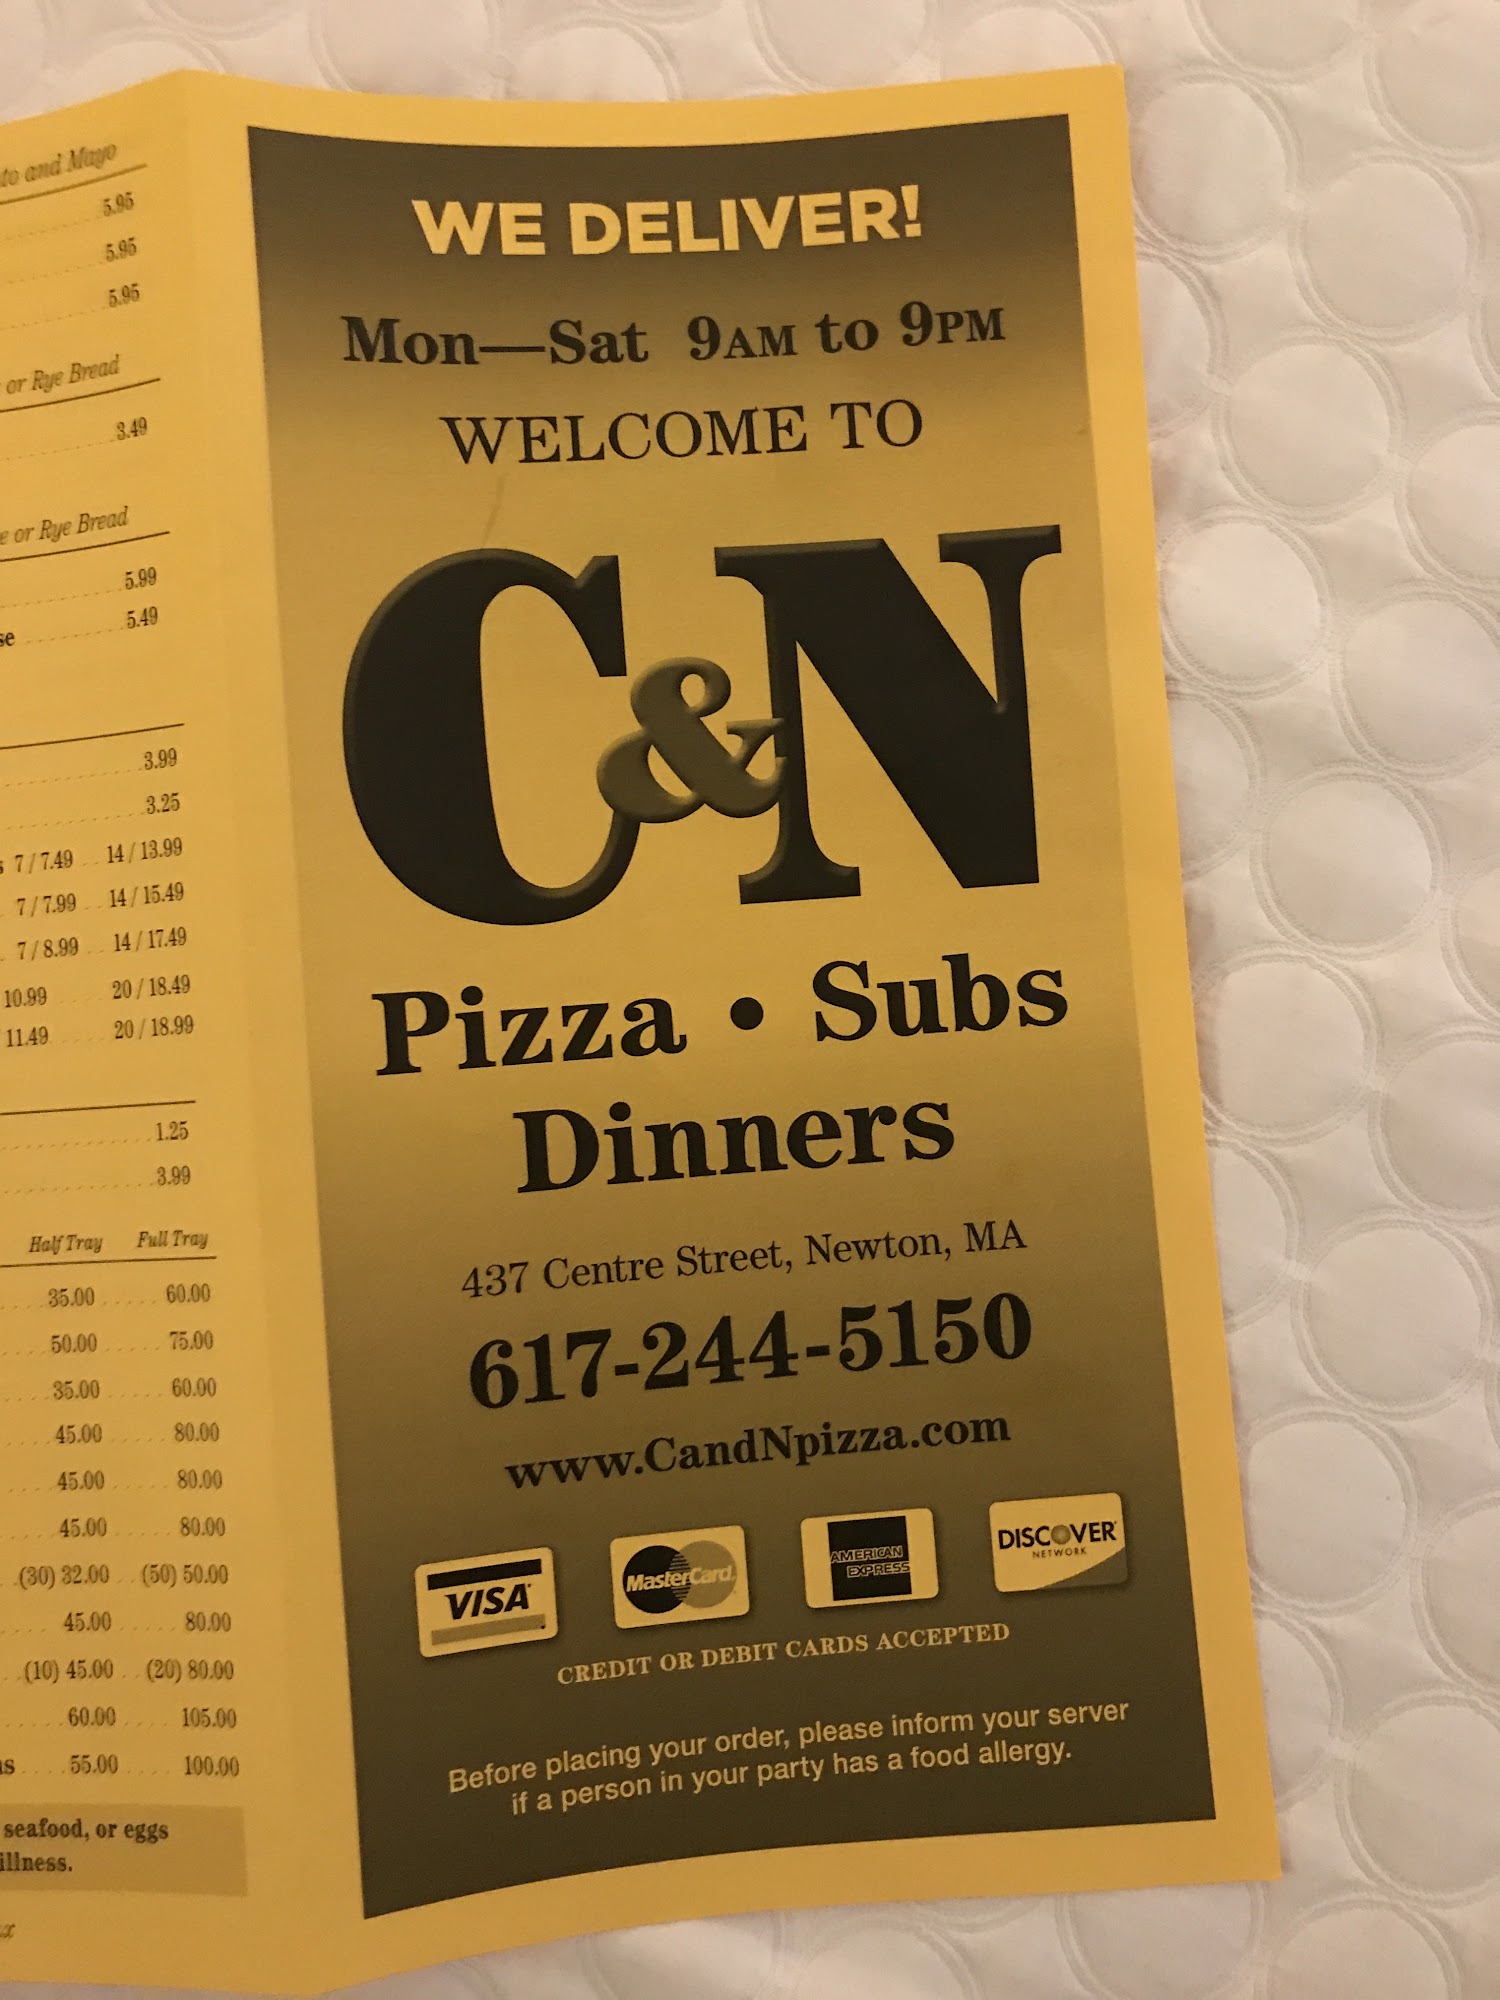 to and Mayo
5.95
5.95
5.95
or Rye Bread
3.49
e or Rye Bread
5.99
se 5.49
3.99
3.25
s 7 / 7.49 14 / 13.99
7 / 7.99 14 / 15.49
7 / 8.99 14 / 17.49
10.99 20 / 18.49
11.49 20 / 18.99
1.25
3.99
Half Tray Full Tray
35.00 60.00
50.00 75.00
35.00 60.00
45.00 80.00
45.00 80.00
45.00 80.00
(30) 32.00 (50) 50.00
45.00 80.00
(10) 45.00 (20) 80.00
60.00 105.00
s 55.00 100.00
seafood, or eggs
illness.
WE DELIVER!
Mon—Sat 9AM to 9PM
WELCOME TO
C&N
Pizza • Subs
Dinners
437 Centre Street, Newton, MA
617-244-5150
www.CandNpizza.com
VISA MasterCard AMERICAN EXPRESS DISCOVER NETWORK
CREDIT OR DEBIT CARDS ACCEPTED
Before placing your order, please inform your server
if a person in your party has a food allergy.